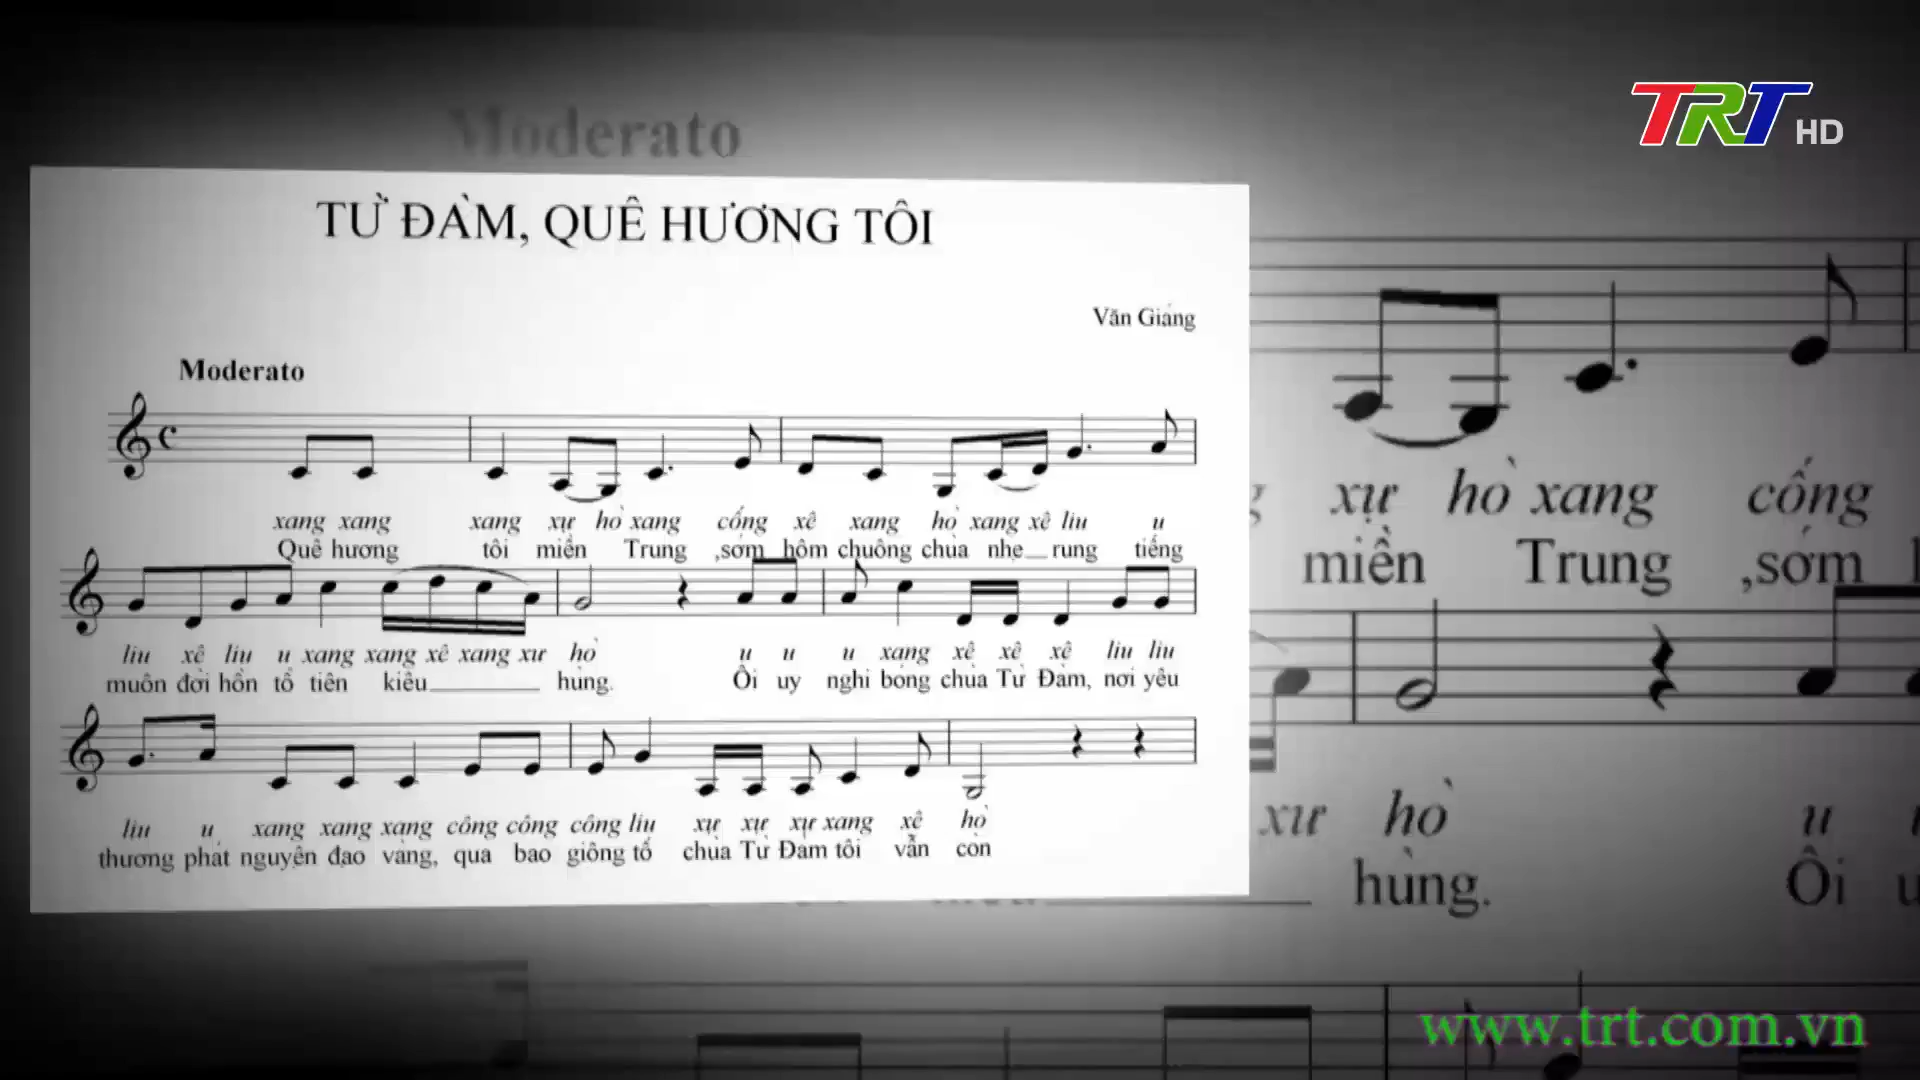 TRT HD
Moderato
TỪ ĐÀM, QUÊ HƯƠNG TÔI
Văn Giảng
Moderato
xang xang xang xự hò xang cống xê xang hò xang xê liu u
Quê hương tôi miền Trung ,sớm hôm chuông chùa nhẹ rung tiếng
liu xê liu u xang xang xê xang xư hò u u u xang xê xê xê liu liu
muôn đời hồn tổ tiên kiêu hùng. Ôi uy nghi bóng chùa Từ Đàm, nơi yêu
liu u xang xang xang công công công liu xự xự xự xang xê hò
thương phát nguyện đạo vàng, qua bao giông tố chùa Từ Đàm tôi vẫn còn
xự hò xang cống
miền Trung ,sớm
xư hò u
hùng. Ôi
www.trt.com.vn